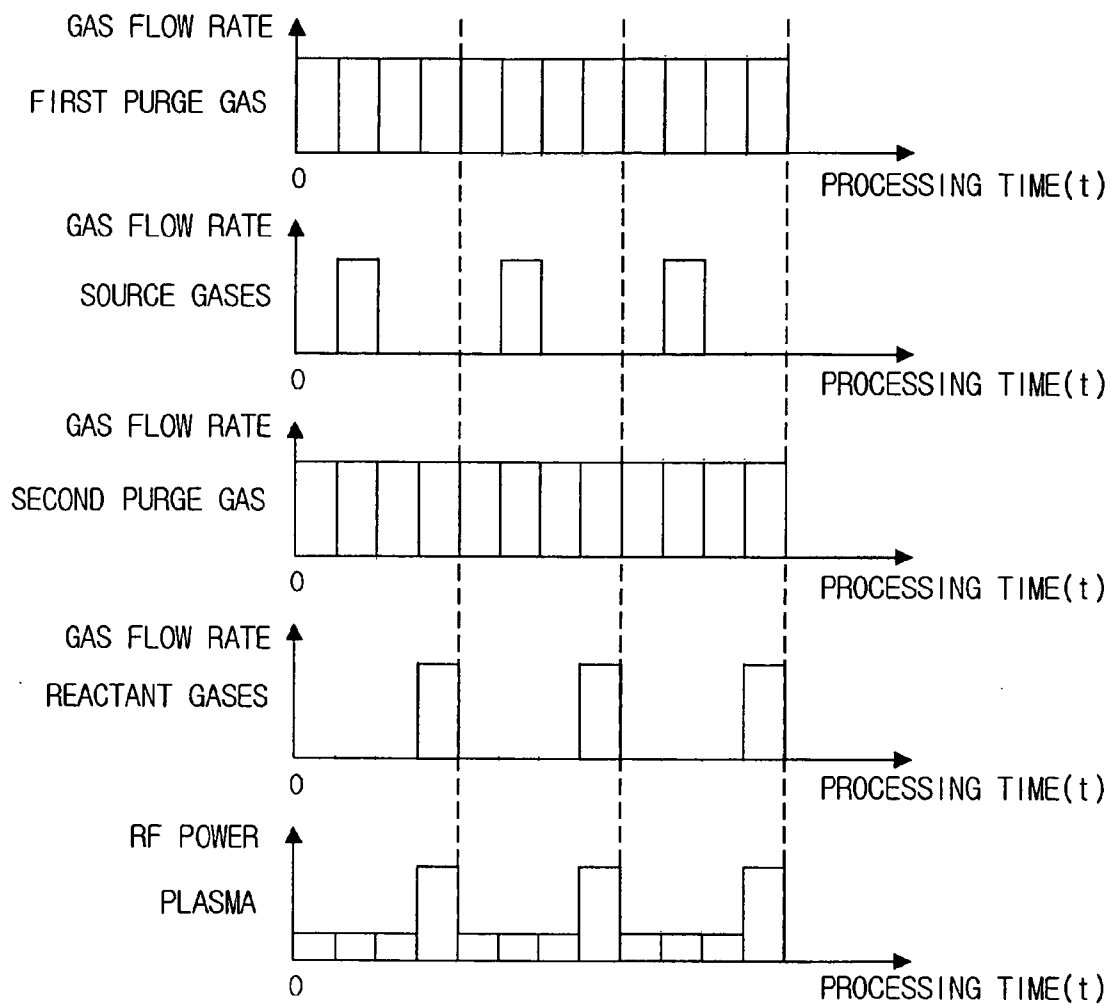 GAS FLOW RATE
FIRST PURGE GAS
0
PROCESSING TIME(t)
GAS FLOW RATE
SOURCE GASES
0
PROCESSING TIME(t)
GAS FLOW RATE
SECOND PURGE GAS
0
PROCESSING TIME(t)
GAS FLOW RATE
REACTANT GASES
0
PROCESSING TIME(t)
RF POWER
PLASMA
0
PROCESSING TIME(t)